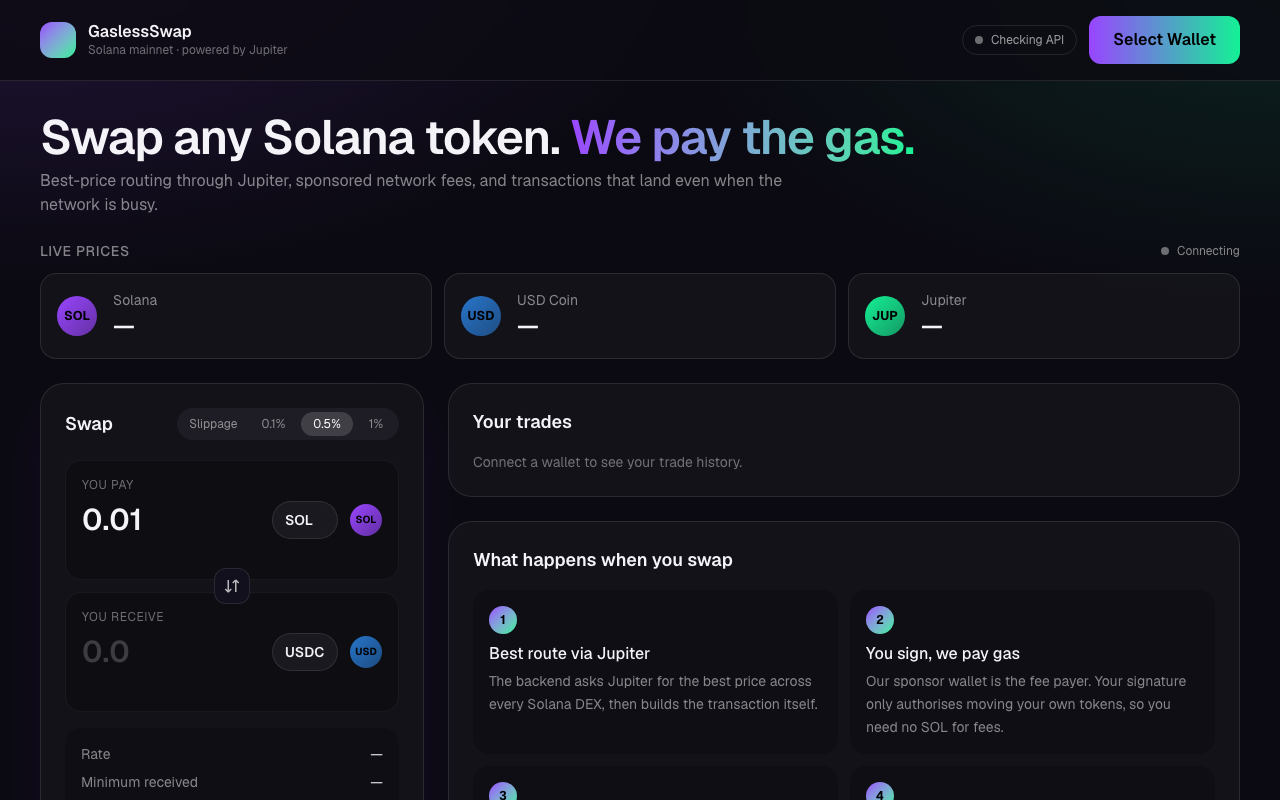 GaslessSwap
Solana mainnet · powered by Jupiter
Checking API
Select Wallet
Swap any Solana token. We pay the gas.
Best-price routing through Jupiter, sponsored network fees, and transactions that land even when the
network is busy.
LIVE PRICES
Connecting
SOL
Solana
—
USD
USD Coin
—
JUP
Jupiter
—
Swap
Slippage
0.1%
0.5%
1%
YOU PAY
0.01
SOL
SOL
YOU RECEIVE
0.0
USDC
USD
Rate
—
Minimum received
—
Your trades
Connect a wallet to see your trade history.
What happens when you swap
1
Best route via Jupiter
The backend asks Jupiter for the best price across
every Solana DEX, then builds the transaction itself.
2
You sign, we pay gas
Our sponsor wallet is the fee payer. Your signature
only authorises moving your own tokens, so you
need no SOL for fees.
3
4